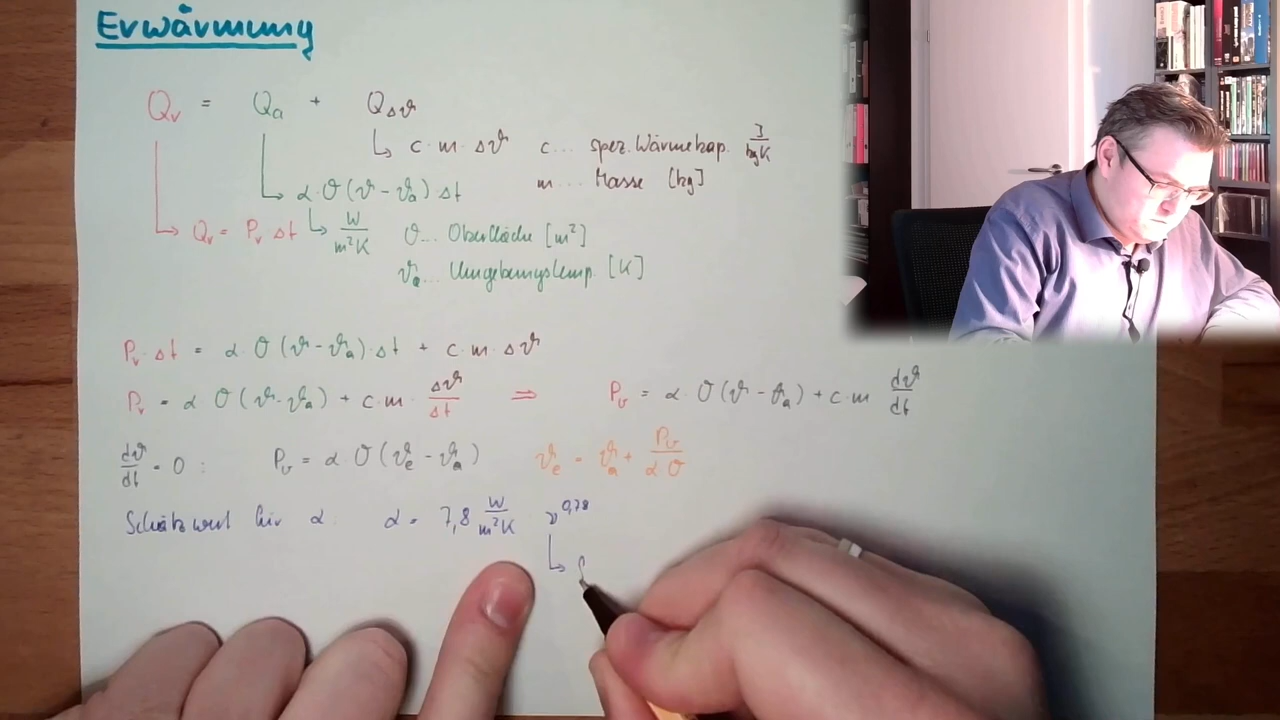 Erwärmung
Q_v = Q_a + Q_Δϑ
c · m · Δϑ c... spez. Wärmekap. J/kgK
m ... Masse [kg]
α · O (ϑ - ϑ_a) Δt
Q_v = P_v Δt W/m²K O... Oberfläche [m²]
ϑ_a... Umgebungstemp. [K]
P_v · Δt = α · O (ϑ - ϑ_a) · Δt + c · m · Δϑ
P_v = α O (ϑ - ϑ_a) + c · m · Δϑ/Δt ⇒ P_v = α · O (ϑ - ϑ_a) + c · m dϑ/dt
dϑ/dt = 0 : P_v = α O (ϑ_e - ϑ_a) ϑ_e = ϑ_a + P_v/α O
Schätzwert für α α = 7,8 W/m²K v^0,78